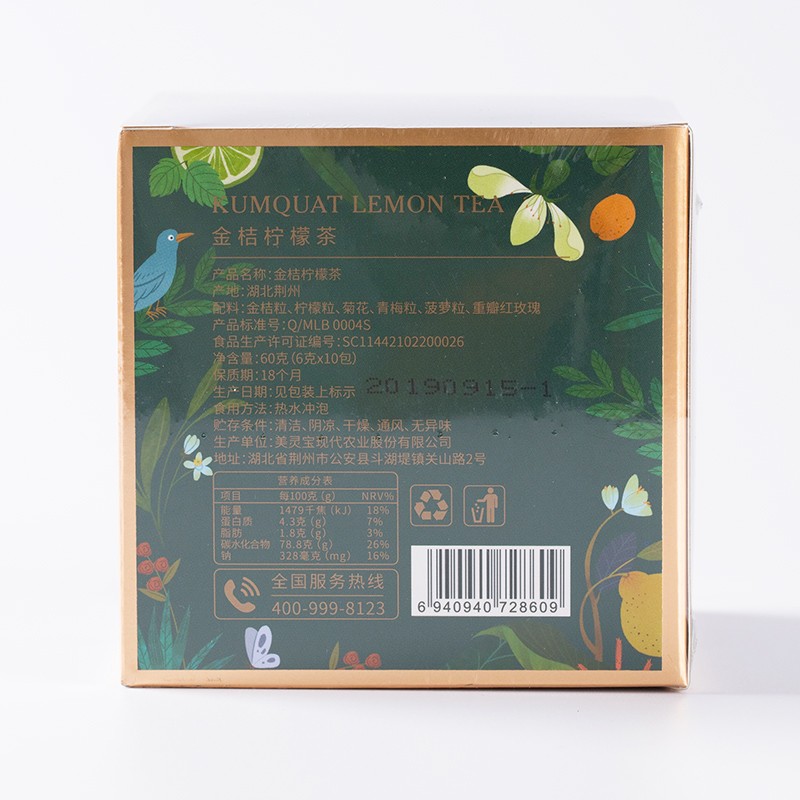 KUMQUAT LEMON TEA
金桔柠檬茶
产品名称：金桔柠檬茶
产地：湖北荆州
配料：金桔粒、柠檬粒、菊花、青梅粒、菠萝粒、重瓣红玫瑰
产品标准号：Q/MLB 0004S
食品生产许可证编号：SC11442102200026
净含量：60克(6克x10包)
保质期：18个月
生产日期：见包装上标示 20190915-1
食用方法：热水冲泡
贮存条件：清洁、阴凉、干燥、通风、无异味
生产单位：美灵宝现代农业股份有限公司
地址：湖北省荆州市公安县斗湖堤镇关山路2号
营养成分表
项目 每100克 (g) NRV%
能量 1479千焦 (kJ) 18%
蛋白质 4.3克 (g) 7%
脂肪 1.8克 (g) 3%
碳水化合物 78.8克 (g) 26%
钠 328毫克 (mg) 16%
全国服务热线
400-999-8123
6 940940 728609